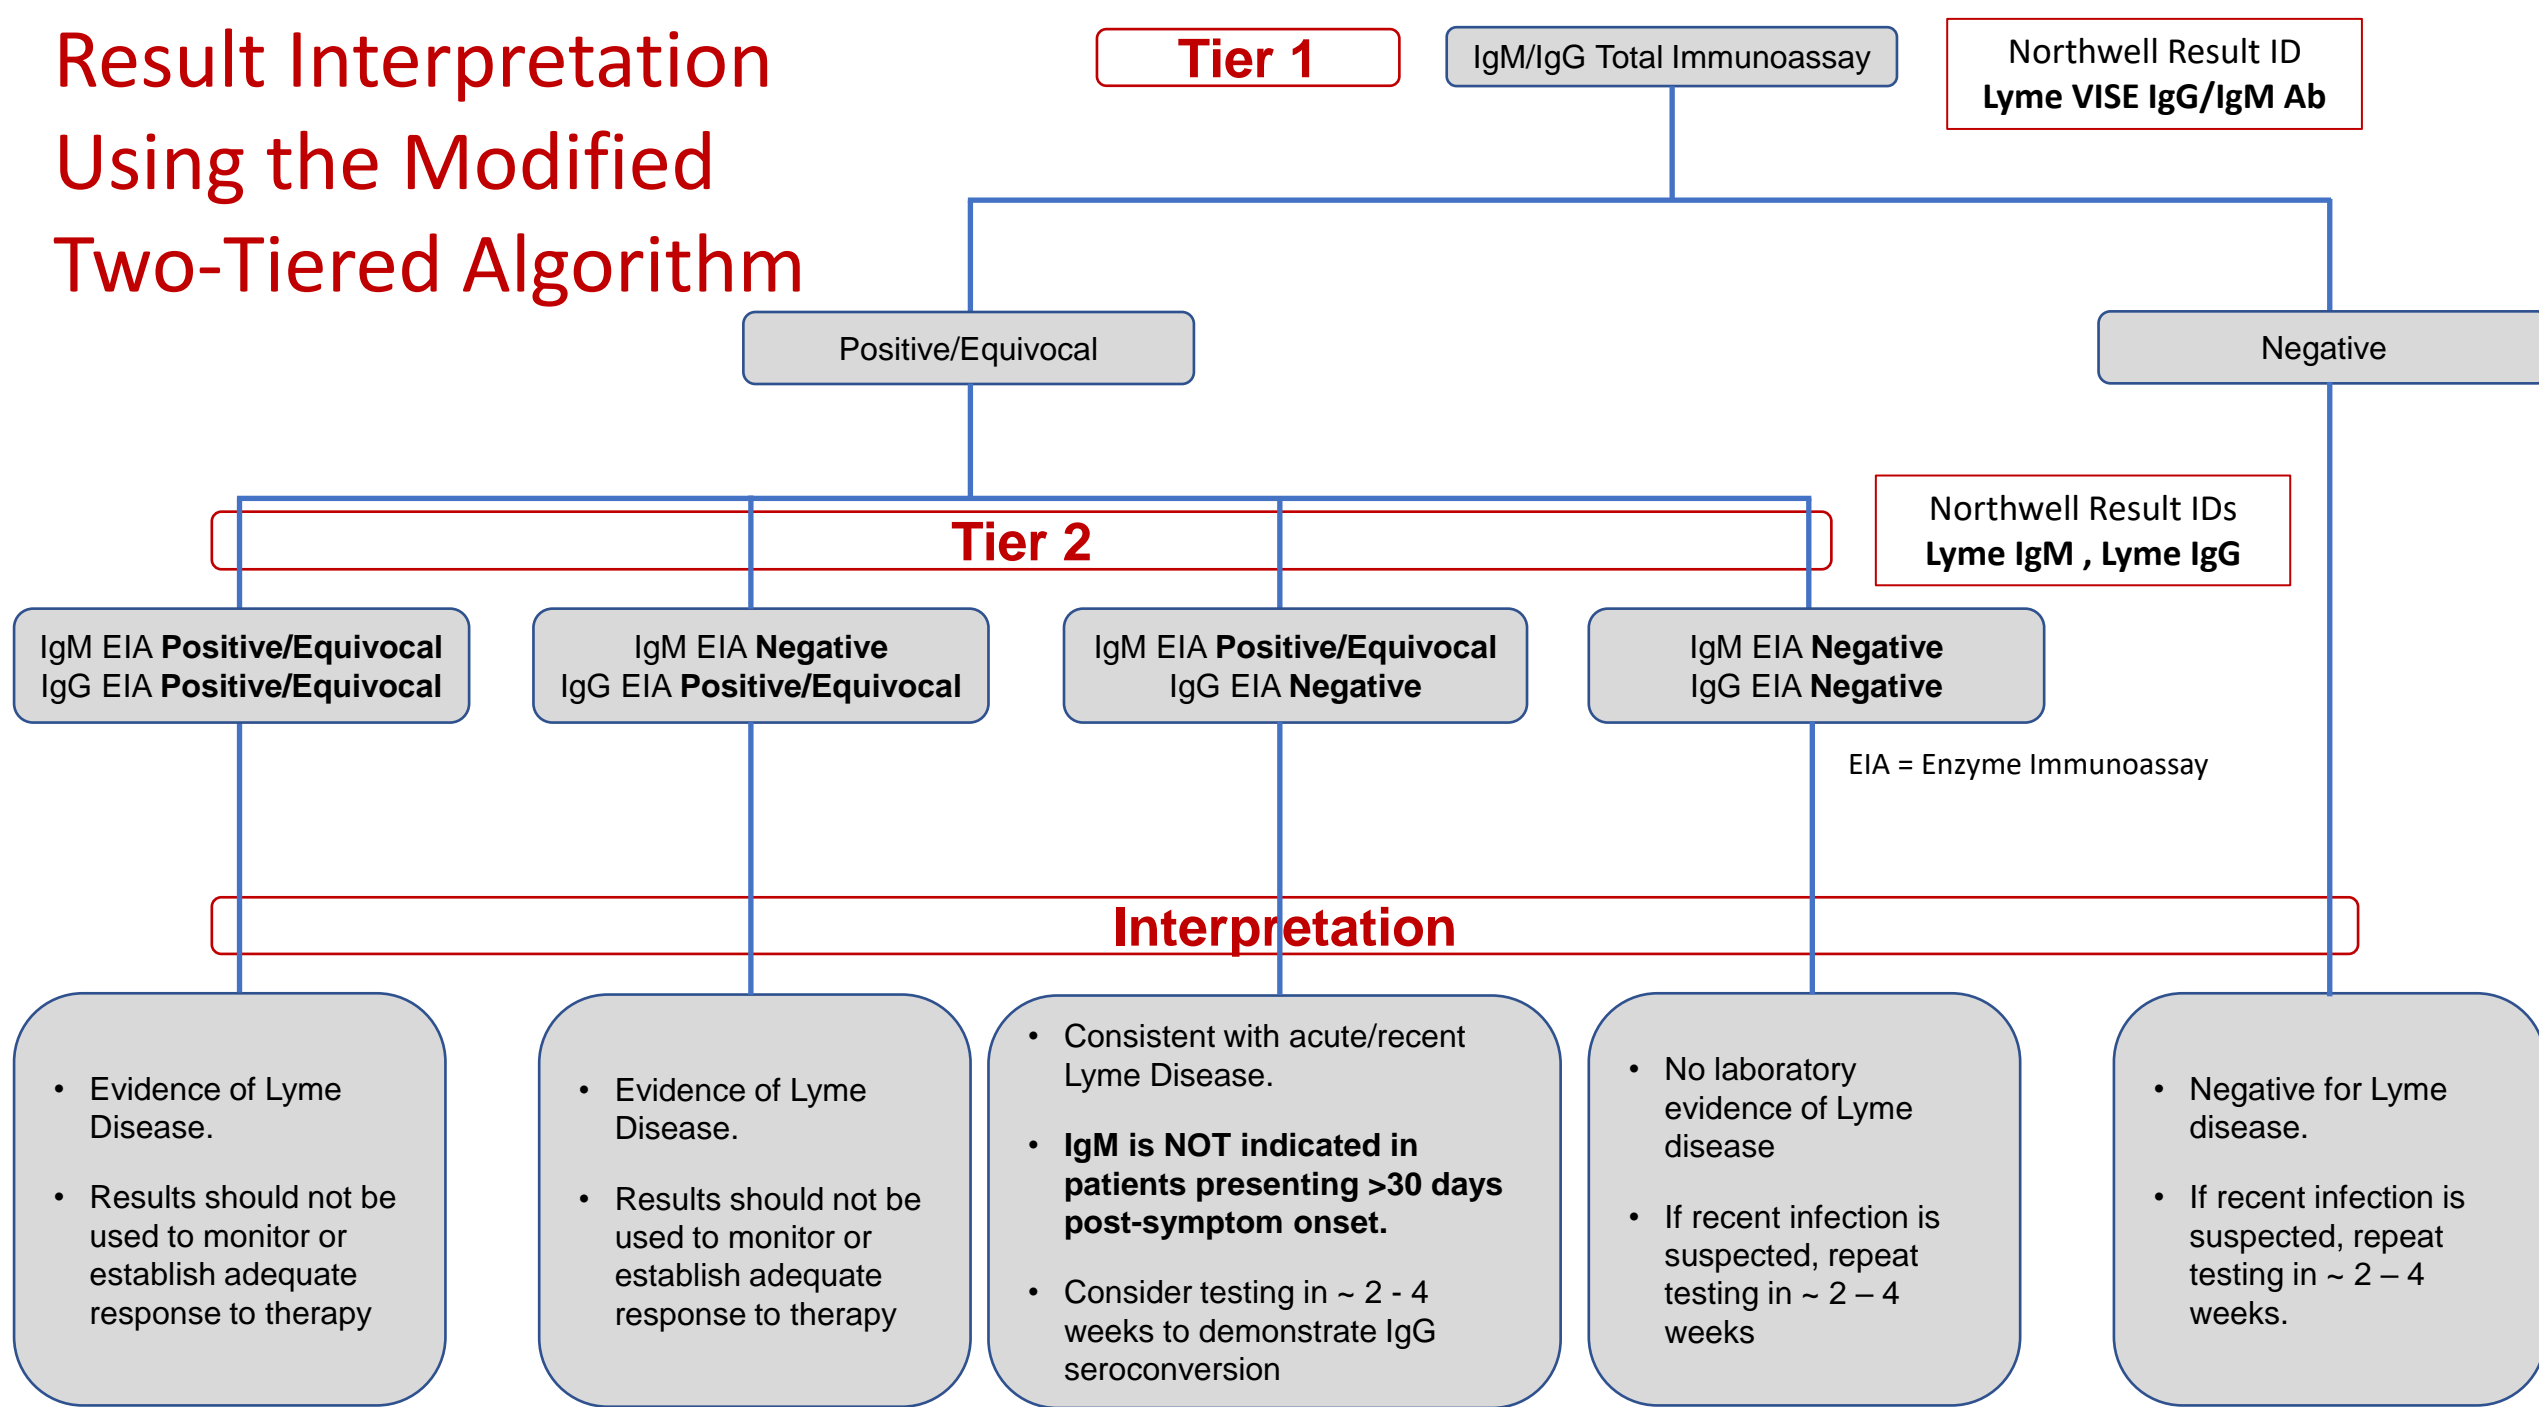 Result Interpretation
Using the Modified
Two-Tiered Algorithm
Tier 1
IgM/IgG Total Immunoassay
Northwell Result ID
Lyme VISE IgG/IgM Ab
Positive/Equivocal
Negative
Tier 2
Northwell Result IDs
Lyme IgM , Lyme IgG
IgM EIA Positive/Equivocal
IgG EIA Positive/Equivocal
IgM EIA Negative
IgG EIA Positive/Equivocal
IgM EIA Positive/Equivocal
IgG EIA Negative
IgM EIA Negative
IgG EIA Negative
EIA = Enzyme Immunoassay
Interpretation
• Evidence of Lyme
Disease.
• Results should not be
used to monitor or
establish adequate
response to therapy
• Evidence of Lyme
Disease.
• Results should not be
used to monitor or
establish adequate
response to therapy
• Consistent with acute/recent
Lyme Disease.
• IgM is NOT indicated in
patients presenting >30 days
post-symptom onset.
• Consider testing in ~ 2 - 4
weeks to demonstrate IgG
seroconversion
• No laboratory
evidence of Lyme
disease
• If recent infection is
suspected, repeat
testing in ~ 2 – 4
weeks
• Negative for Lyme
disease.
• If recent infection is
suspected, repeat
testing in ~ 2 – 4
weeks.